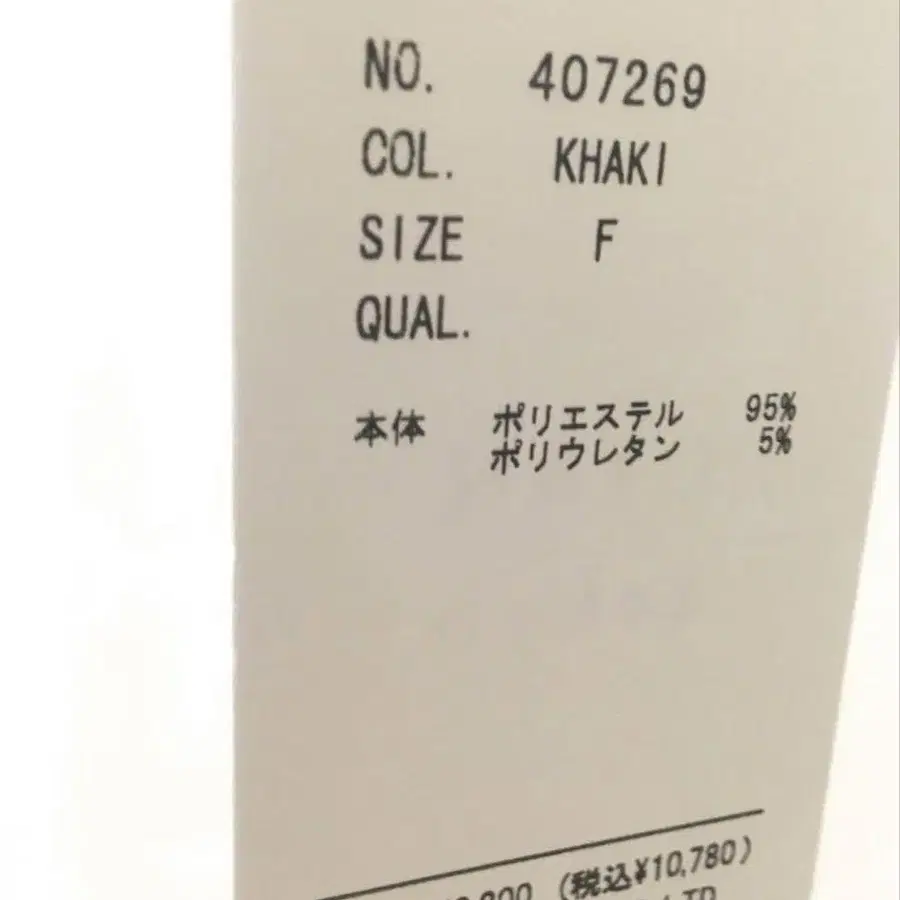 NO. 407269
COL. KHAKI
SIZE F
QUAL.
本体 ポリエステル 95%
ポリウレタン 5%
(税込¥10,780)